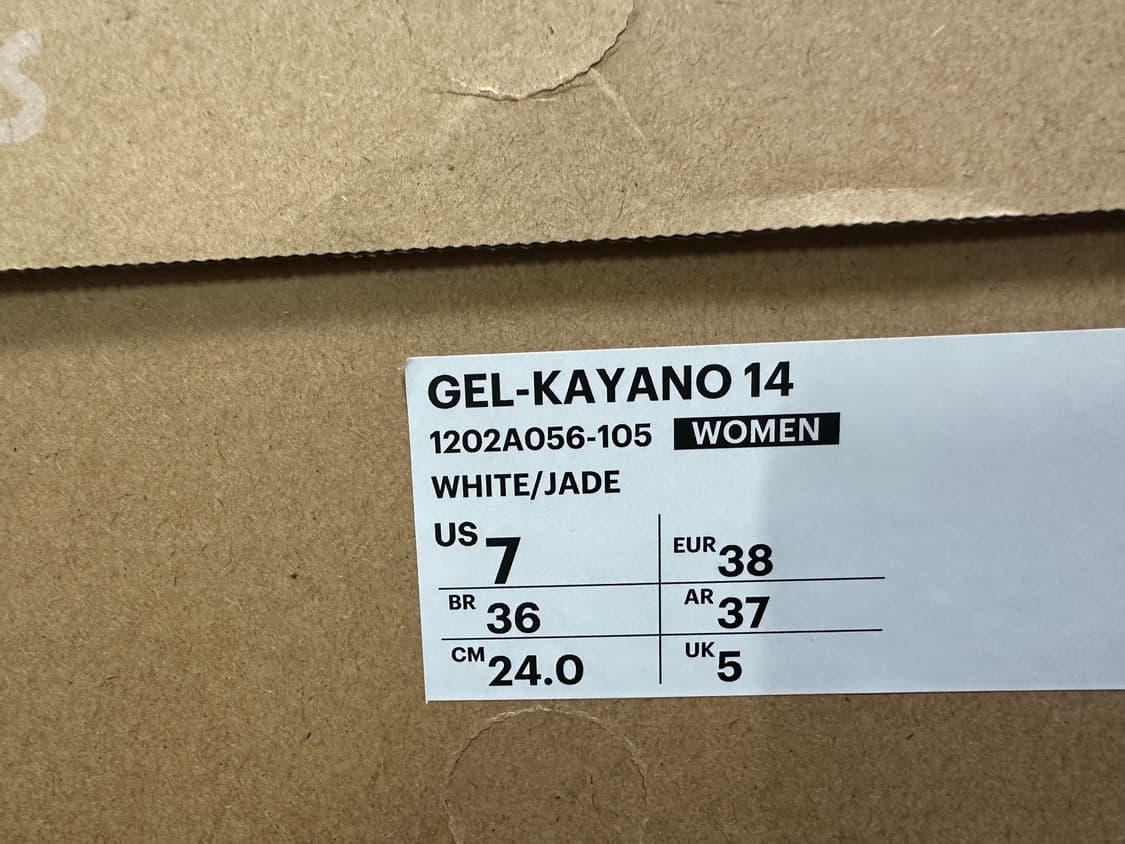 s
GEL-KAYANO 14
1202A056-105 WOMEN
WHITE/JADE
US 7 EUR 38
BR 36 AR 37
CM 24.0 UK 5